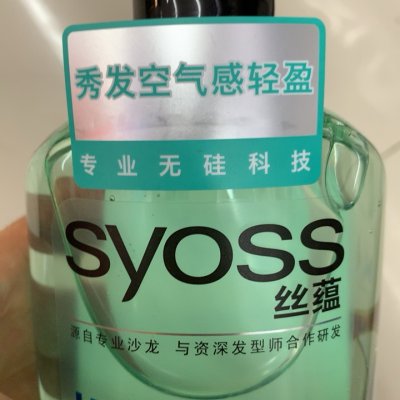 秀发空气感轻盈
专业无硅科技
syoss
丝蕴
源自专业沙龙 与资深发型师合作研发